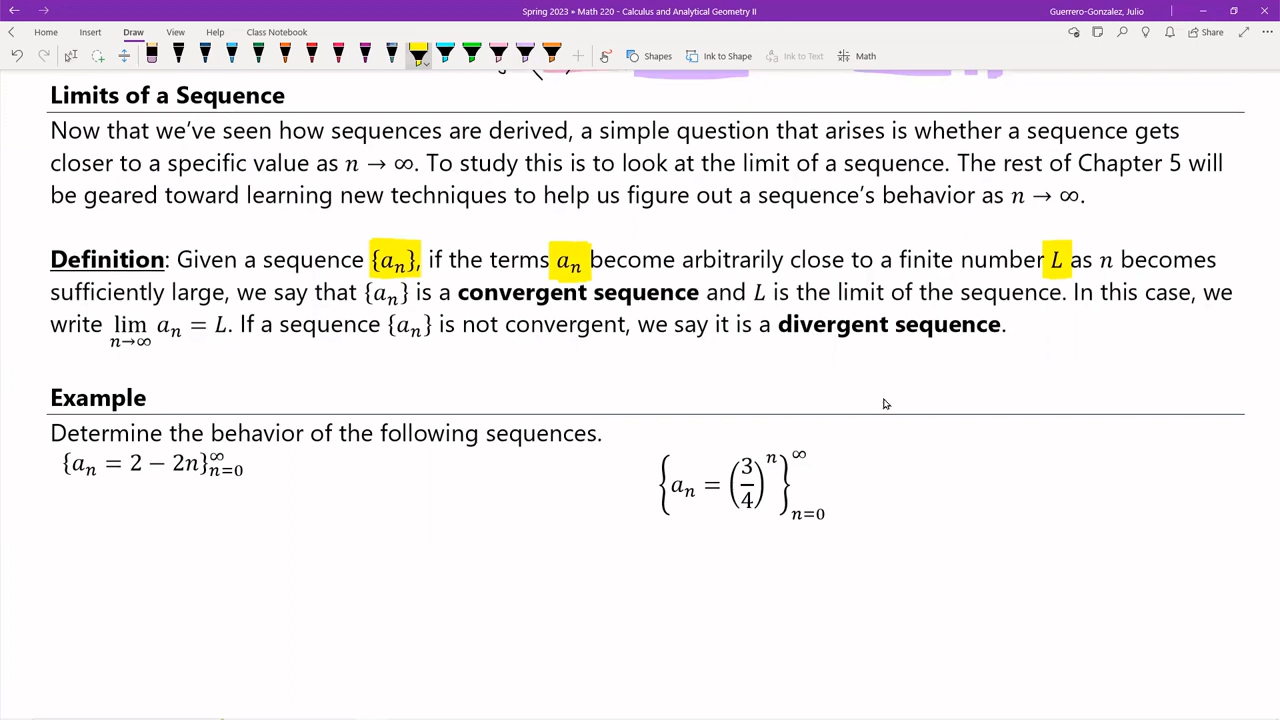 Spring 2023 » Math 220 - Calculus and Analytical Geometry II
Guerrero-Gonzalez, Julio
Home Insert Draw View Help Class Notebook
Share
Shapes Ink to Shape Ink to Text Math
Limits of a Sequence
Now that we've seen how sequences are derived, a simple question that arises is whether a sequence gets
closer to a specific value as n → ∞. To study this is to look at the limit of a sequence. The rest of Chapter 5 will
be geared toward learning new techniques to help us figure out a sequence's behavior as n → ∞.
Definition: Given a sequence {aₙ}, if the terms aₙ become arbitrarily close to a finite number L as n becomes
sufficiently large, we say that {aₙ} is a convergent sequence and L is the limit of the sequence. In this case, we
write lim n→∞ aₙ = L. If a sequence {aₙ} is not convergent, we say it is a divergent sequence.
Example
Determine the behavior of the following sequences.
{aₙ = 2 − 2n}^∞_{n=0}
{aₙ = (3/4)^n}^∞_{n=0}